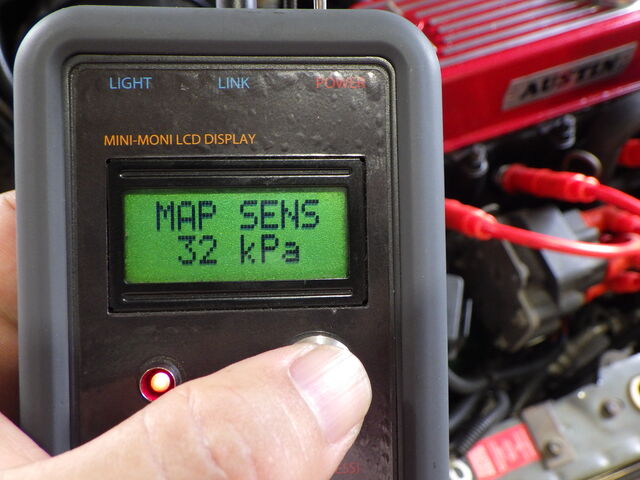 LIGHT LINK POWER
MINI-MONI LCD DISPLAY
MAP SENS
32 kPa
AUSTIN